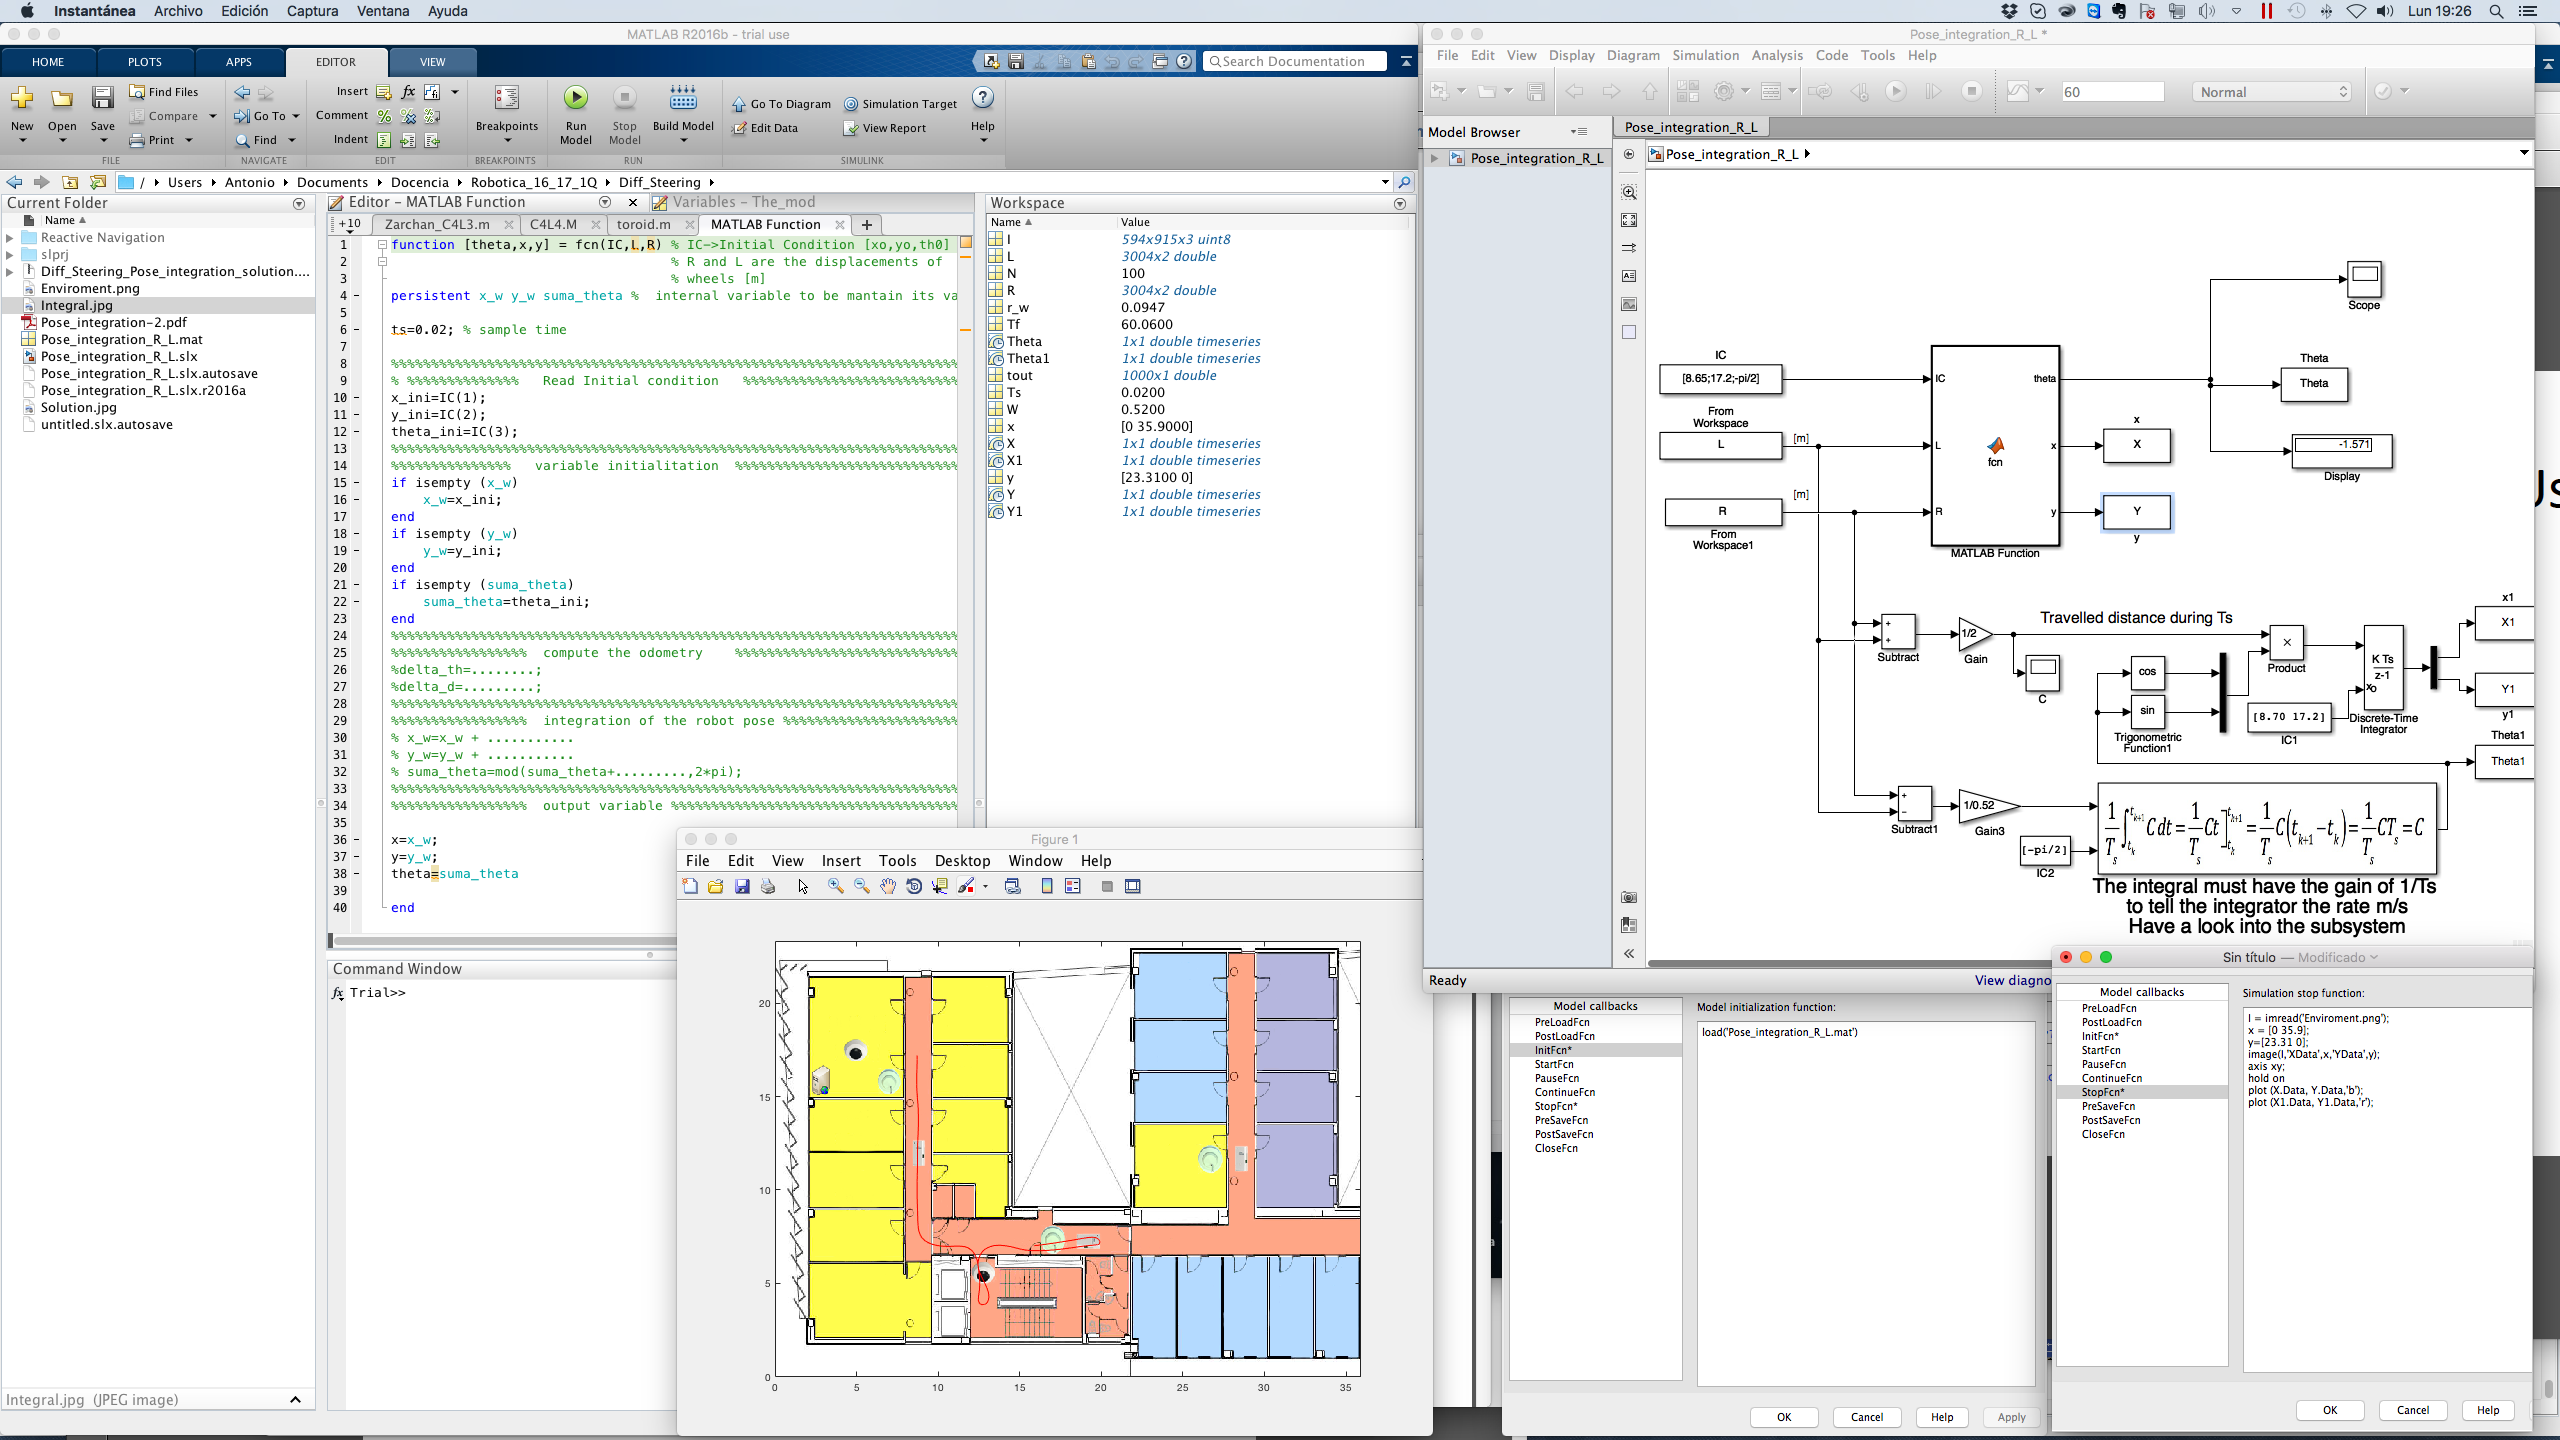 Instantánea Archivo Edición Captura Ventana Ayuda
Lun 19:26
MATLAB R2016b - trial use
HOME PLOTS APPS EDITOR VIEW
Search Documentation
New Open Save
Find Files
Compare
Print
Go To
Find
Insert
Comment
Indent
Breakpoints
Run Model
Stop Model
Build Model
Go To Diagram
Edit Data
Simulation Target
View Report
Help
FILE NAVIGATE EDIT BREAKPOINTS RUN SIMULINK
/ Users Antonio Documents Docencia Robotica_16_17_1Q Diff_Steering
Current Folder
Name
Reactive Navigation
slprj
Diff_Steering_Pose_integration_solution....
Enviroment.png
Integral.jpg
Pose_integration-2.pdf
Pose_integration_R_L.mat
Pose_integration_R_L.slx
Pose_integration_R_L.slx.autosave
Pose_integration_R_L.slx.r2016a
Solution.jpg
untitled.slx.autosave
Integral.jpg (JPEG image)
Editor - MATLAB Function
Variables - The_mod
+10 Zarchan_C4L3.m C4L4.M toroid.m MATLAB Function
1 function [theta,x,y] = fcn(IC,L,R) % IC->Initial Condition [xo,yo,th0]
2 % R and L are the displacements of
3 % wheels [m]
4 - persistent x_w y_w suma_theta % internal variable to be mantain its va
5
6 - ts=0.02; % sample time
7
8
9 % %%%%%%%%%%%%%% Read Initial condition
10 - x_ini=IC(1);
11 - y_ini=IC(2);
12 - theta_ini=IC(3);
13
14 variable initialitation
15 - if isempty (x_w)
16 - x_w=x_ini;
17 end
18 - if isempty (y_w)
19 - y_w=y_ini;
20 end
21 - if isempty (suma_theta)
22 - suma_theta=theta_ini;
23 end
24
25 compute the odometry
26 %delta_th=........;
27 %delta_d=.........;
28
29 integration of the robot pose
30 % x_w=x_w + ...........
31 % y_w=y_w + ...........
32 % suma_theta=mod(suma_theta+.........,2*pi);
33
34 output variable
35
36 - x=x_w;
37 - y=y_w;
38 - theta=suma_theta
39
40 end
Command Window
fx Trial>>
Workspace
Name Value
I 594x915x3 uint8
L 3004x2 double
N 100
R 3004x2 double
r_w 0.0947
Tf 60.0600
Theta 1x1 double timeseries
Theta1 1x1 double timeseries
tout 1000x1 double
Ts 0.0200
W 0.5200
x [0 35.9000]
X 1x1 double timeseries
X1 1x1 double timeseries
y [23.3100 0]
Y 1x1 double timeseries
Y1 1x1 double timeseries
Figure 1
File Edit View Insert Tools Desktop Window Help
20
15
10
5
0
0 5 10 15 20 25 30 35
Pose_integration_R_L *
File Edit View Display Diagram Simulation Analysis Code Tools Help
60
Normal
Model Browser
Pose_integration_R_L
Pose_integration_R_L
Pose_integration_R_L
IC
[8.65;17.2;-pi/2]
From Workspace
L
[m]
R
[m]
From Workspace1
IC theta
L x
R y
fcn
MATLAB Function
Scope
Theta
Theta
-1.571
Display
x
X
Y
y
Travelled distance during Ts
Subtract
1/2
Gain
C
cos
sin
Trigonometric Function1
×
Product
[8.70 17.2]
IC1
K Ts
z-1
xo
Discrete-Time Integrator
x1
X1
Y1
y1
Theta1
Theta1
Subtract1
1/0.52
Gain3
[-pi/2]
IC2
1/Ts ∫ C dt = 1/Ts Ct] = 1/Ts C(tk+1 − tk) = 1/Ts CTs = C
The integral must have the gain of 1/Ts
to tell the integrator the rate m/s
Have a look into the subsystem
Ready
View diagno
Model callbacks
PreLoadFcn
PostLoadFcn
InitFcn*
StartFcn
PauseFcn
ContinueFcn
StopFcn*
PreSaveFcn
PostSaveFcn
CloseFcn
Model initialization function:
load('Pose_integration_R_L.mat')
OK Cancel Help Apply
Sin título — Modificado
Model callbacks
PreLoadFcn
PostLoadFcn
InitFcn*
StartFcn
PauseFcn
ContinueFcn
StopFcn*
PreSaveFcn
PostSaveFcn
CloseFcn
Simulation stop function:
I = imread('Enviroment.png');
x = [0 35.9];
y=[23.31 0];
image(I,'XData',x,'YData',y);
axis xy;
hold on
plot (X.Data, Y.Data,'b');
plot (X1.Data, Y1.Data,'r');
OK Cancel Help